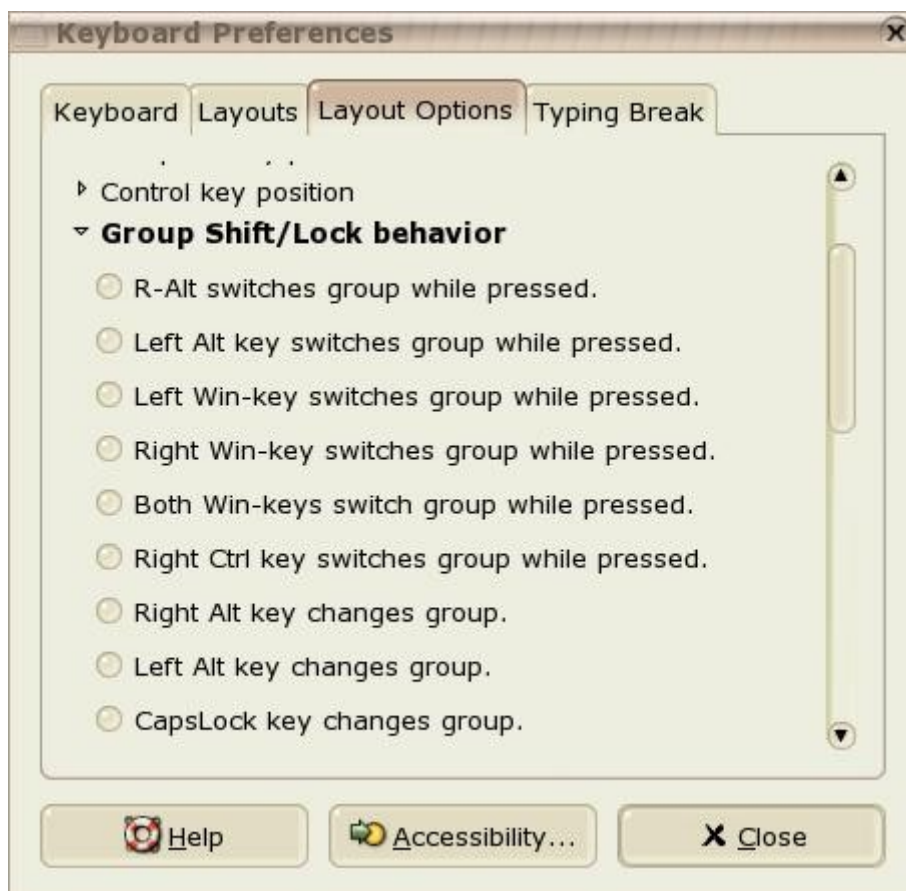 Keyboard Preferences
Keyboard Layouts Layout Options Typing Break
Control key position
Group Shift/Lock behavior
R-Alt switches group while pressed.
Left Alt key switches group while pressed.
Left Win-key switches group while pressed.
Right Win-key switches group while pressed.
Both Win-keys switch group while pressed.
Right Ctrl key switches group while pressed.
Right Alt key changes group.
Left Alt key changes group.
CapsLock key changes group.
Help Accessibility... Close